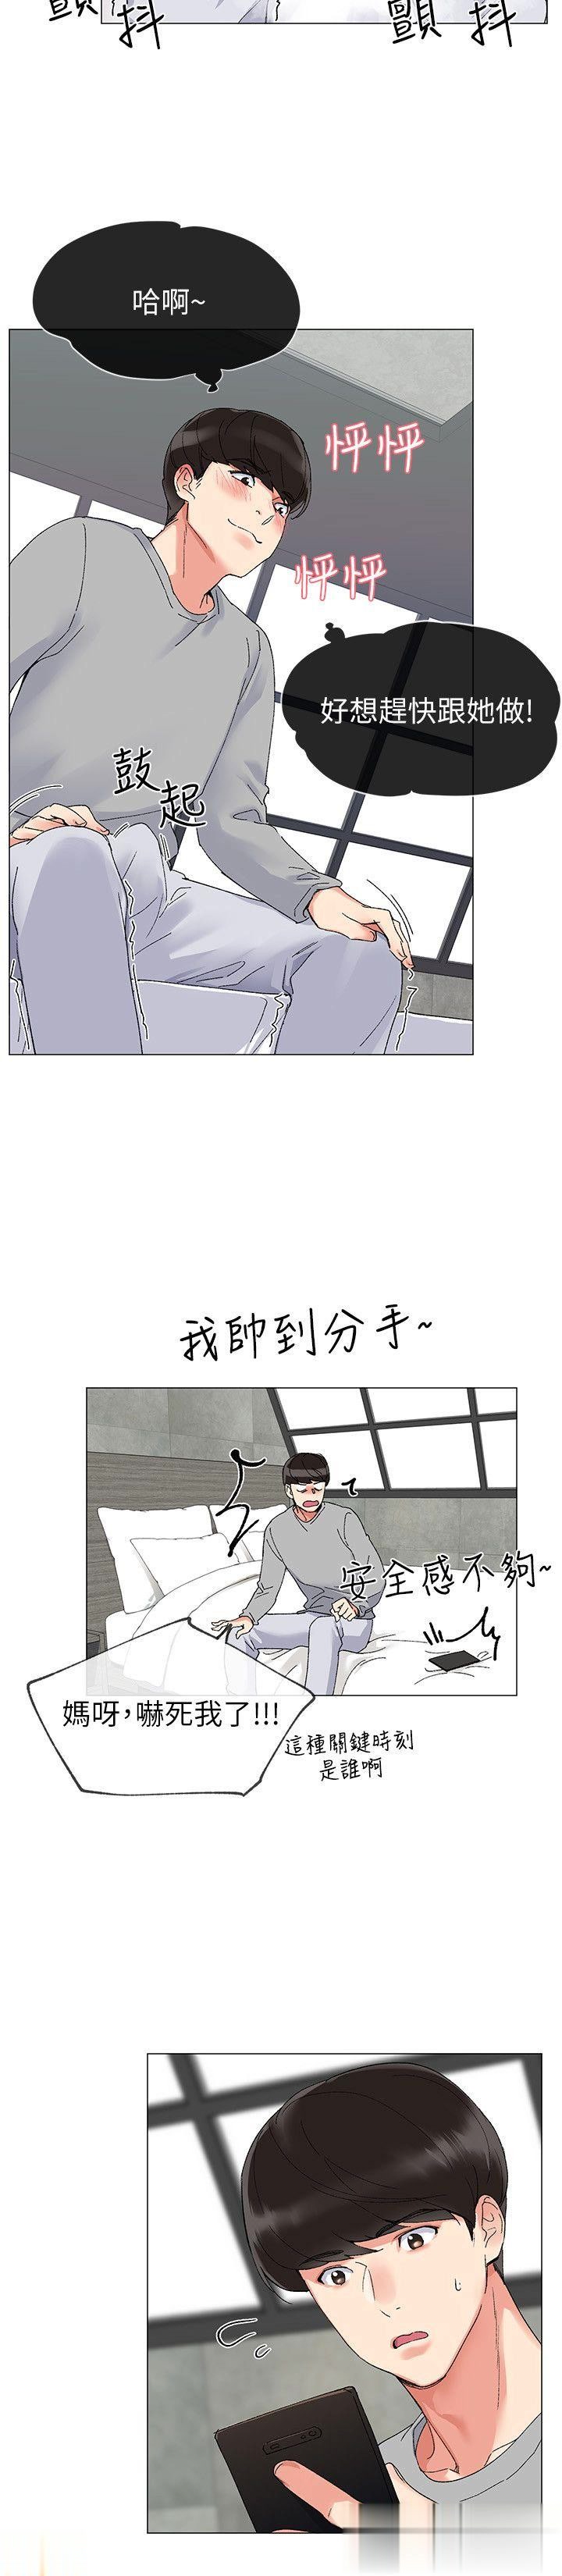 顫抖
顫抖
哈啊~
怦怦
怦怦
好想趕快跟她做!
鼓起
我帥到分手~
安全感不夠~
媽呀,嚇死我了!!!
這種關鍵時刻
是誰啊